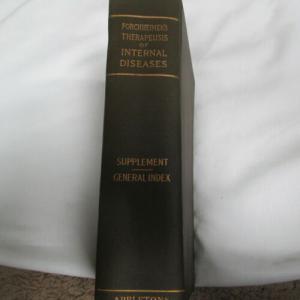 FORCHHEIMER'S
THERAPEUSIS
OF
INTERNAL
DISEASES
SUPPLEMENT
GENERAL INDEX
APPLETONS